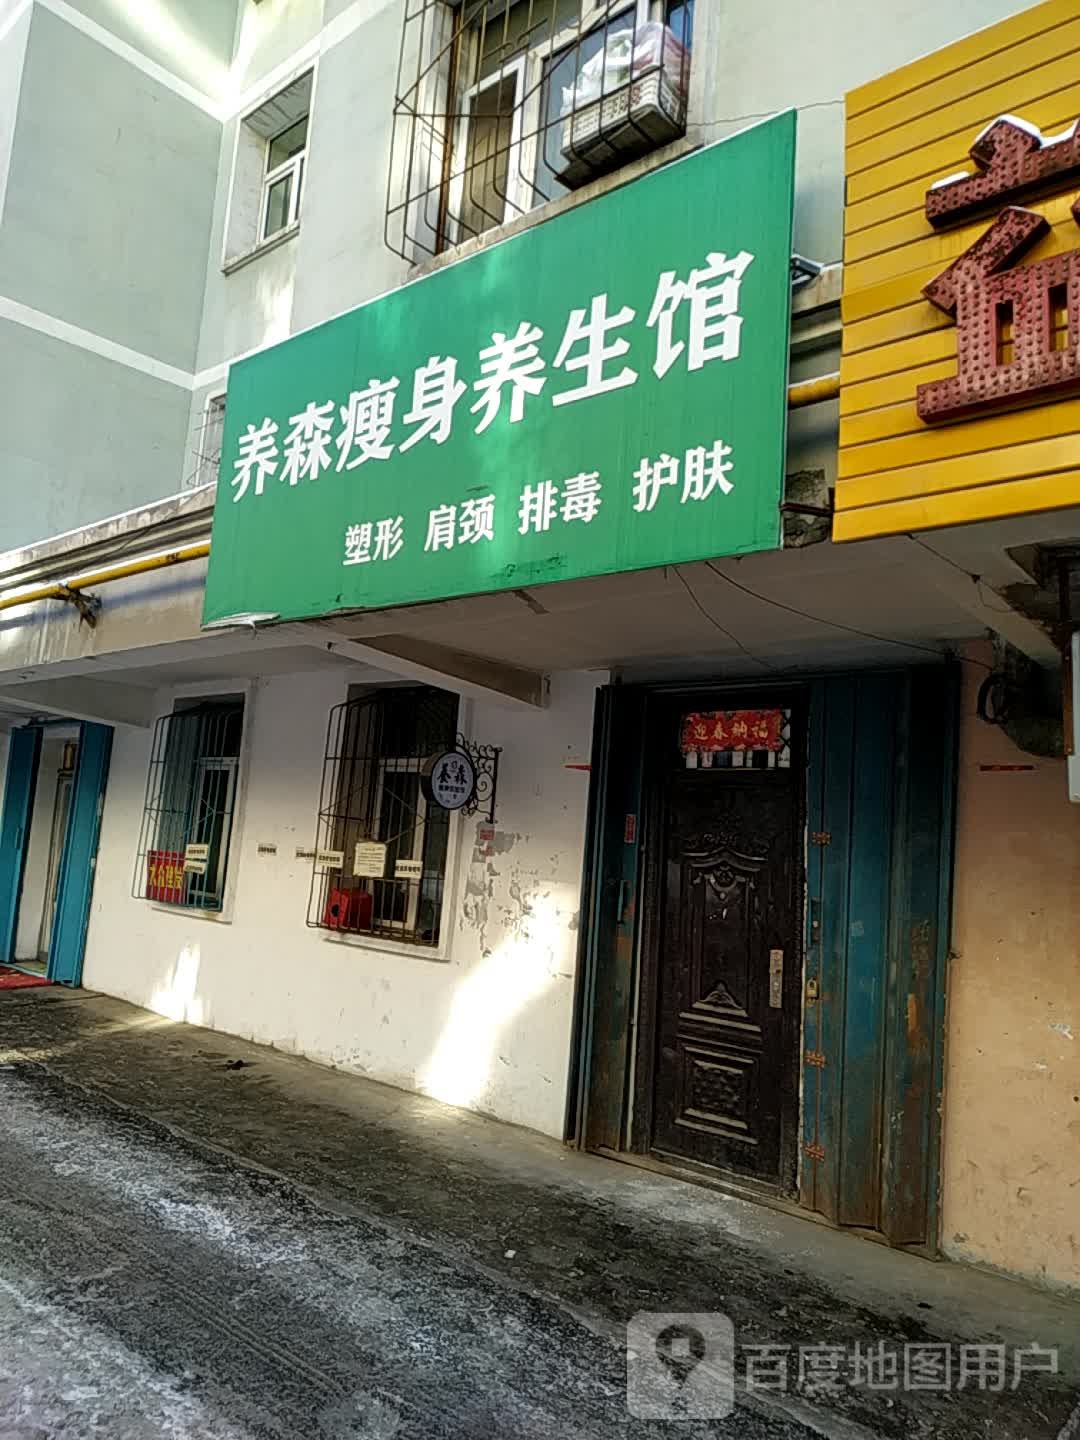 养森瘦身养生馆
塑形 肩颈 排毒 护肤
迎春纳福
养森
百度地图用户